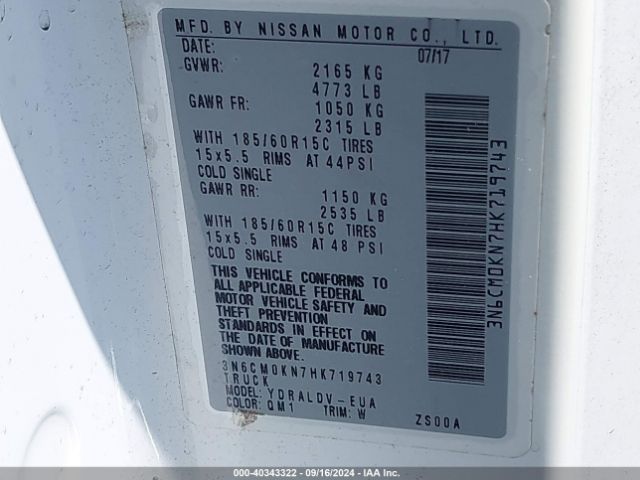 MFD. BY NISSAN MOTOR CO., LTD.
DATE: 07/17
GVWR: 2165 KG
4773 LB
GAWR FR: 1050 KG
2315 LB
WITH 185/60R15C TIRES
15x5.5 RIMS AT 44PSI
COLD SINGLE
GAWR RR: 1150 KG
2535 LB
WITH 185/60R15C TIRES
15x5.5 RIMS AT 48 PSI
COLD SINGLE
THIS VEHICLE CONFORMS TO
ALL APPLICABLE FEDERAL
MOTOR VEHICLE SAFETY AND
THEFT PREVENTION
STANDARDS IN EFFECT ON
THE DATE OF MANUFACTURE
SHOWN ABOVE.
3N6CM0KN7HK719743
TRUCK
MODEL: YDRALDV-EUA
COLOR: QM1 TRIM: W ZS00A
3N6CM0KN7HK719743
000-40343322 - 09/16/2024 - IAAI.COM